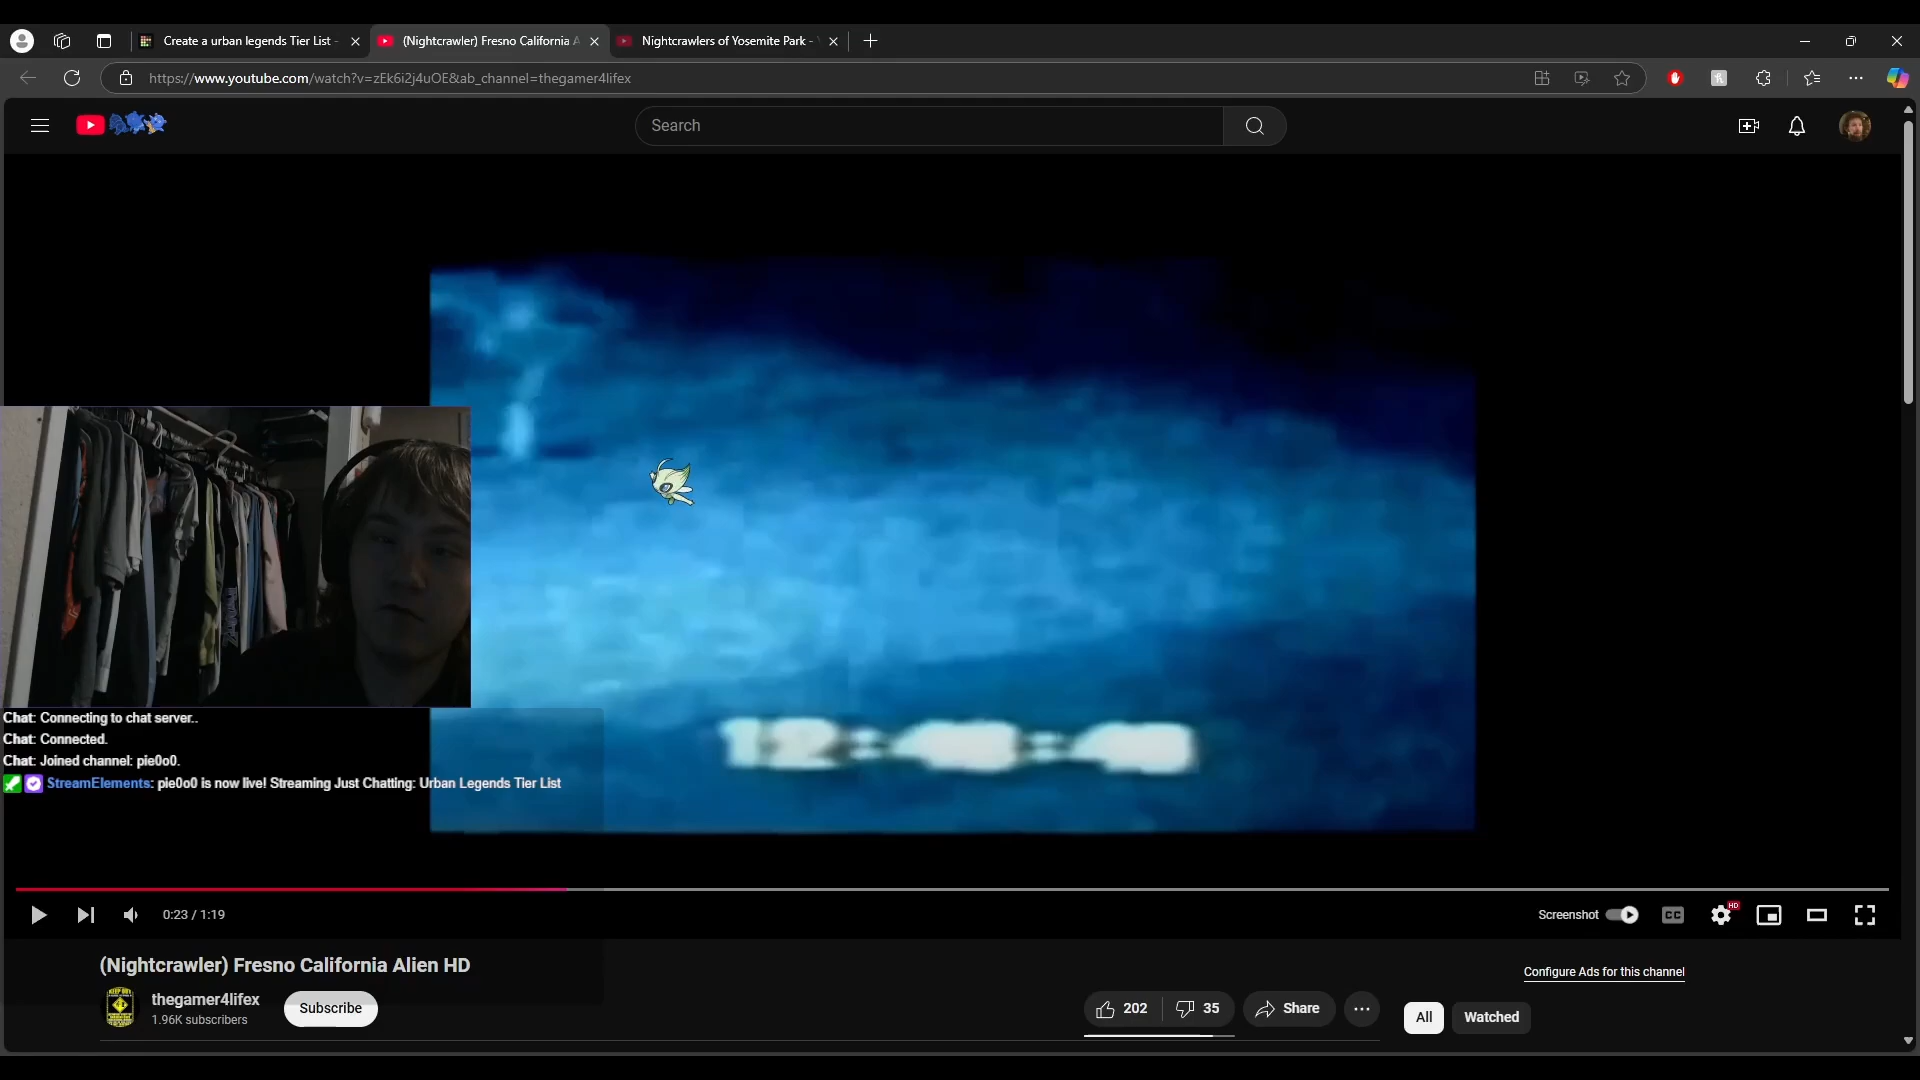 Create a urban legends Tier List -
(Nightcrawler) Fresno California A
Nightcrawlers of Yosemite Park -
https://www.youtube.com/watch?v=zEk6i2j4uOE&ab_channel=thegamer4lifex
Search
Chat: Connecting to chat server..
Chat: Connected.
Chat: Joined channel: pie0o0.
StreamElements: pie0o0 is now live! Streaming Just Chatting: Urban Legends Tier List
0:23 / 1:19
Screenshot
CC
HD
(Nightcrawler) Fresno California Alien HD
Configure Ads for this channel
thegamer4lifex
1.96K subscribers
Subscribe
202
35
Share
All
Watched